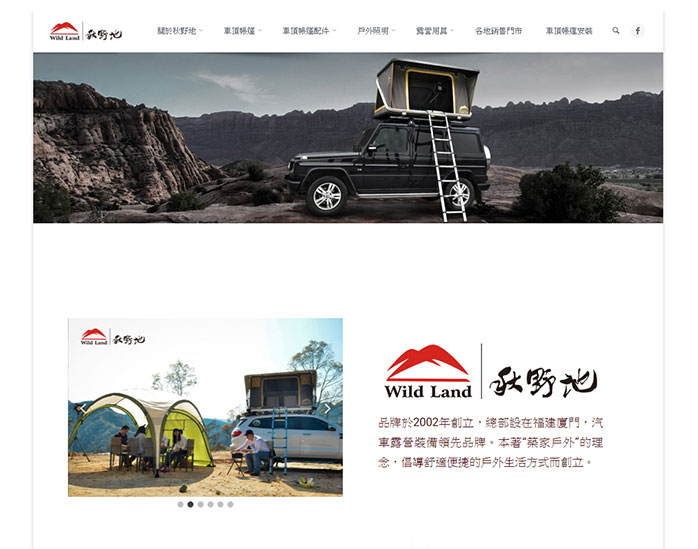 Wild Land 秋野地 關於秋野地 車頂帳篷 車頂帳篷配件 戶外照明 露營用具 各地銷售門市 車頂帳篷安裝
Wild Land 秋野地
Wild Land 秋野地
品牌於2002年創立，總部設在福建廈門，汽
車露營裝備領先品牌。本著“築家戶外”的理
念，倡導舒適便捷的戶外生活方式而創立。